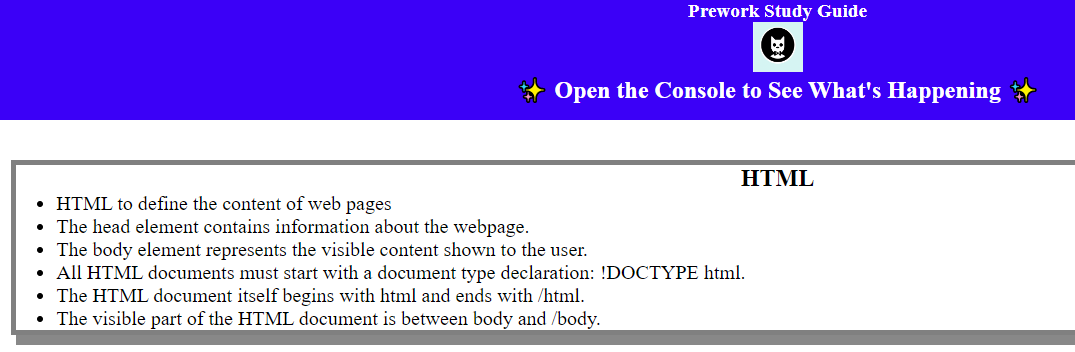 Prework Study Guide
✨ Open the Console to See What's Happening ✨
HTML
• HTML to define the content of web pages
• The head element contains information about the webpage.
• The body element represents the visible content shown to the user.
• All HTML documents must start with a document type declaration: !DOCTYPE html.
• The HTML document itself begins with html and ends with /html.
• The visible part of the HTML document is between body and /body.